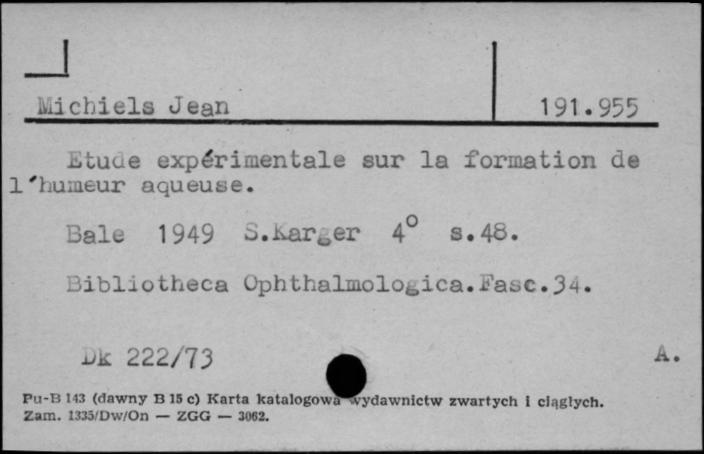 Michiels Jean 191.955
Etude expérimentale sur la formation de
l'humeur aqueuse.
Bale 1949 S.Karger 4° s.48.
Bibliotheca Ophthalmologica.Fasc.34.
Dk 222/73 A.
Pu-B 143 (dawny B 15 c) Karta katalogowa wydawnictw zwartych i ciągłych.
Zam. 1335/Dw/On — ZGG — 3062.